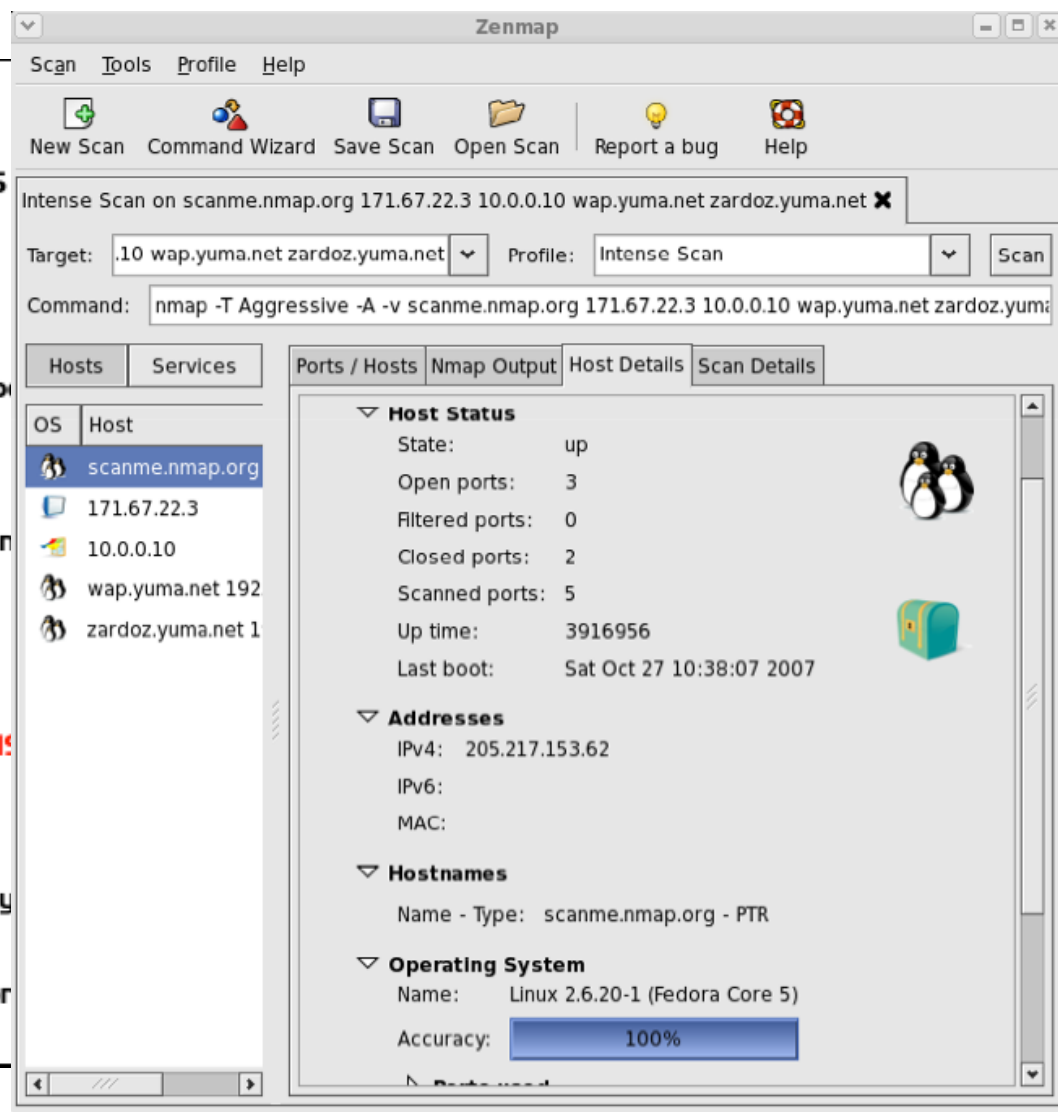 Zenmap
Scan Tools Profile Help
New Scan Command Wizard Save Scan Open Scan Report a bug Help
Intense Scan on scanme.nmap.org 171.67.22.3 10.0.0.10 wap.yuma.net zardoz.yuma.net
Target: .10 wap.yuma.net zardoz.yuma.net Profile: Intense Scan Scan
Command: nmap -T Aggressive -A -v scanme.nmap.org 171.67.22.3 10.0.0.10 wap.yuma.net zardoz.yuma
Hosts Services
Ports / Hosts Nmap Output Host Details Scan Details
OS Host
scanme.nmap.org
171.67.22.3
10.0.0.10
wap.yuma.net 192.
zardoz.yuma.net 1
Host Status
State: up
Open ports: 3
Filtered ports: 0
Closed ports: 2
Scanned ports: 5
Up time: 3916956
Last boot: Sat Oct 27 10:38:07 2007
Addresses
IPv4: 205.217.153.62
IPv6:
MAC:
Hostnames
Name - Type: scanme.nmap.org - PTR
Operating System
Name: Linux 2.6.20-1 (Fedora Core 5)
Accuracy: 100%
Ports used